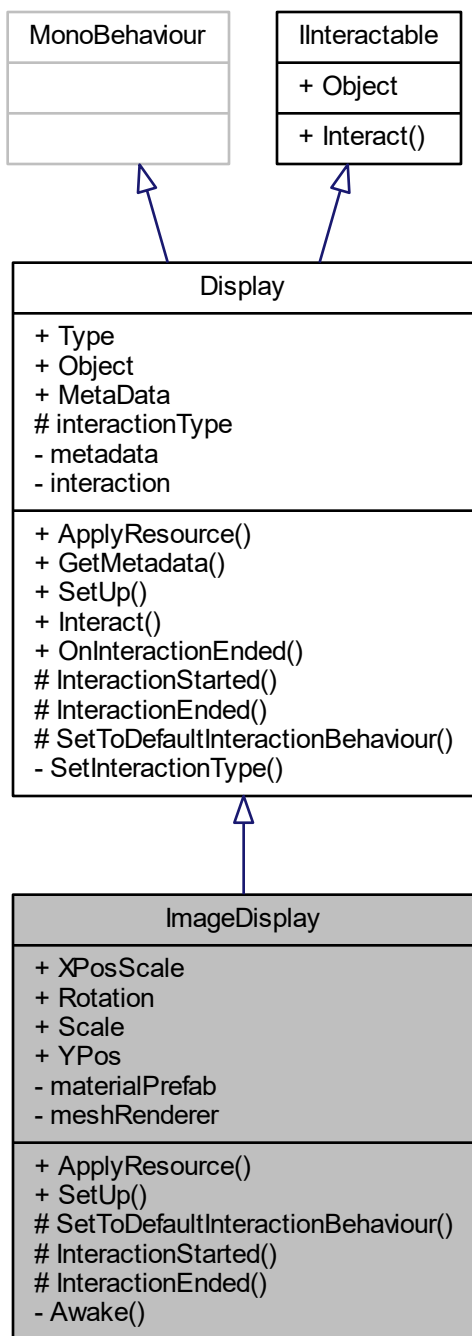 MonoBehaviour
IInteractable
+ Object
+ Interact()
Display
+ Type
+ Object
+ MetaData
# interactionType
- metadata
- interaction
+ ApplyResource()
+ GetMetadata()
+ SetUp()
+ Interact()
+ OnInteractionEnded()
# InteractionStarted()
# InteractionEnded()
# SetToDefaultInteractionBehaviour()
- SetInteractionType()
ImageDisplay
+ XPosScale
+ Rotation
+ Scale
+ YPos
- materialPrefab
- meshRenderer
+ ApplyResource()
+ SetUp()
# SetToDefaultInteractionBehaviour()
# InteractionStarted()
# InteractionEnded()
- Awake()